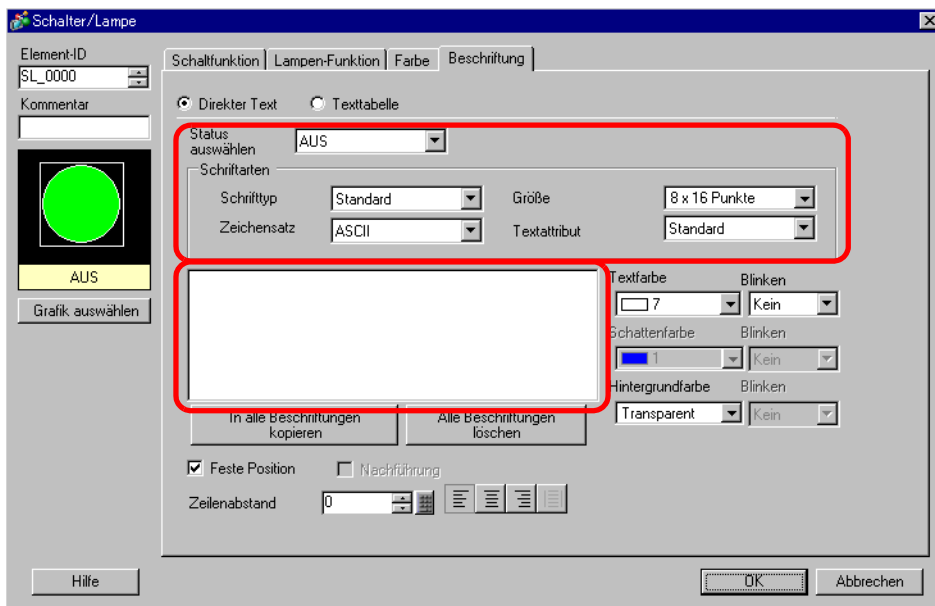 Schalter/Lampe
Element-ID
SL_0000
Kommentar
AUS
Grafik auswählen
Schaltfunktion Lampen-Funktion Farbe Beschriftung
Direkter Text Texttabelle
Status
auswählen AUS
Schriftarten
Schrifttyp Standard Größe 8 x 16 Punkte
Zeichensatz ASCII Textattribut Standard
Textfarbe Blinken
7 Kein
Schattenfarbe Blinken
1 Kein
Hintergrundfarbe Blinken
Transparent Kein
In alle Beschriftungen
kopieren
Alle Beschriftungen
löschen
Feste Position Nachführung
Zeilenabstand 0
Hilfe OK Abbrechen